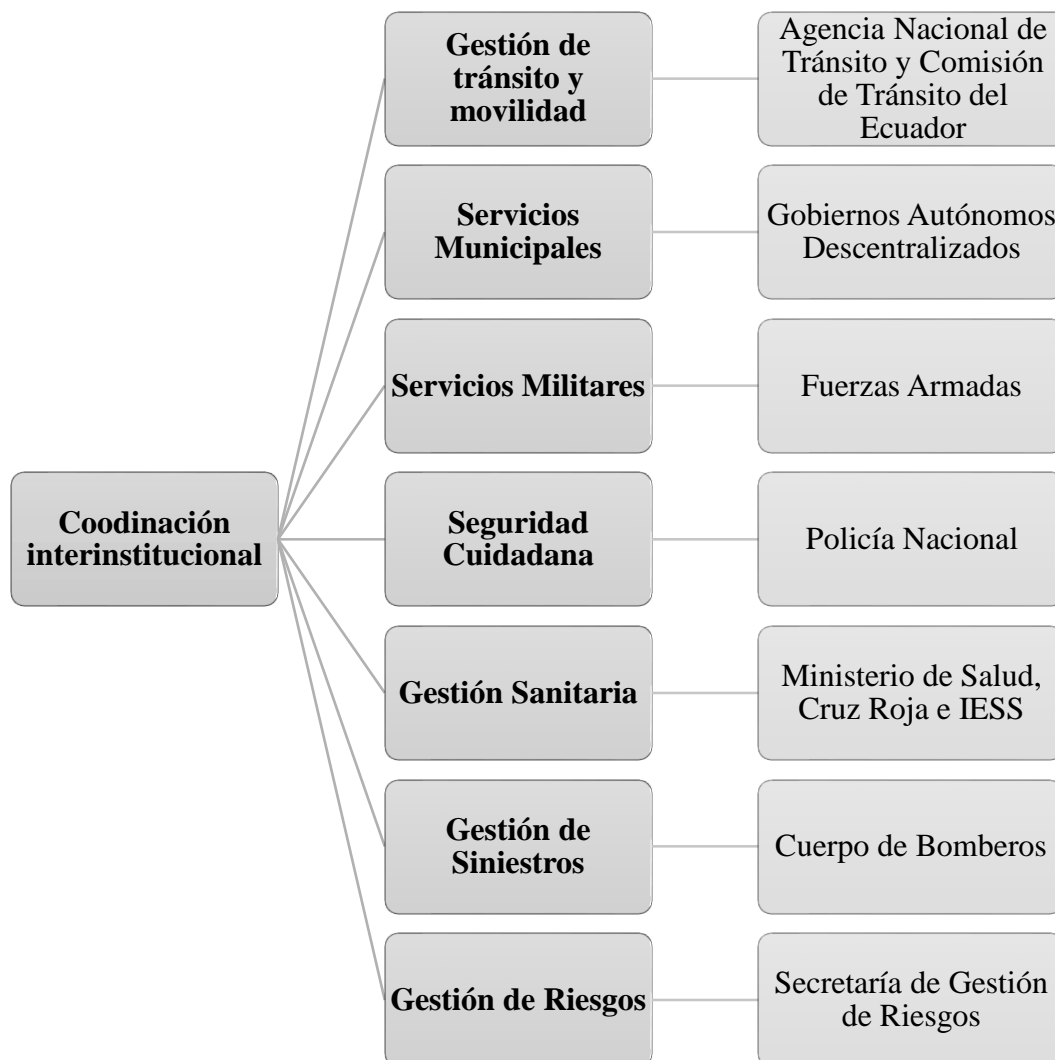 Gestión de
tránsito y
movilidad
Agencia Nacional de
Tránsito y Comisión
de Tránsito del
Ecuador
Servicios
Municipales
Gobiernos Autónomos
Descentralizados
Servicios Militares
Fuerzas Armadas
Coodinación
interinstitucional
Seguridad
Cuidadana
Policía Nacional
Gestión Sanitaria
Ministerio de Salud,
Cruz Roja e IESS
Gestión de
Siniestros
Cuerpo de Bomberos
Gestión de Riesgos
Secretaría de Gestión
de Riesgos